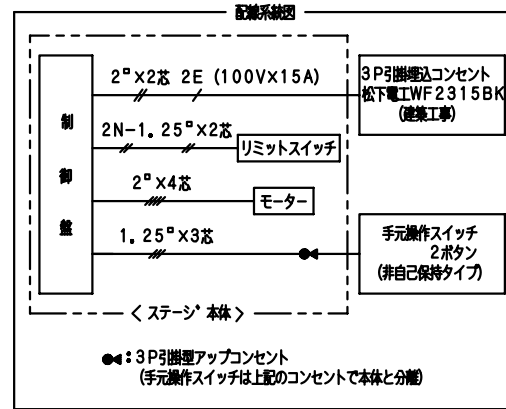 配線系統図
2□×2芯 2E (100V×15A)
3P引掛埋込コンセント
松下電工WF2315BK
(建築工事)
制御盤
2N-1.25□×2芯
リミットスイッチ
2□×4芯
モーター
1.25□×3芯
手元操作スイッチ
2ボタン
(非自己保持タイプ)
〈 ステージ本体 〉
:3P引掛型アップコンセント
(手元操作スイッチは上記のコンセントで本体と分離)